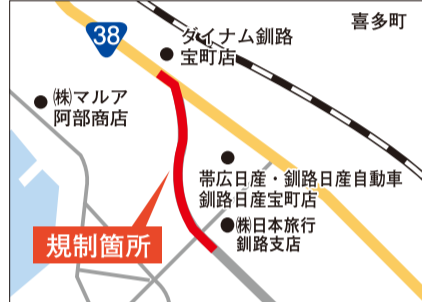 喜多町
38
ダイナム釧路
宝町店
㈱マルア
阿部商店
帯広日産・釧路日産自動車
釧路日産宝町店
㈱日本旅行
釧路支店
規制箇所